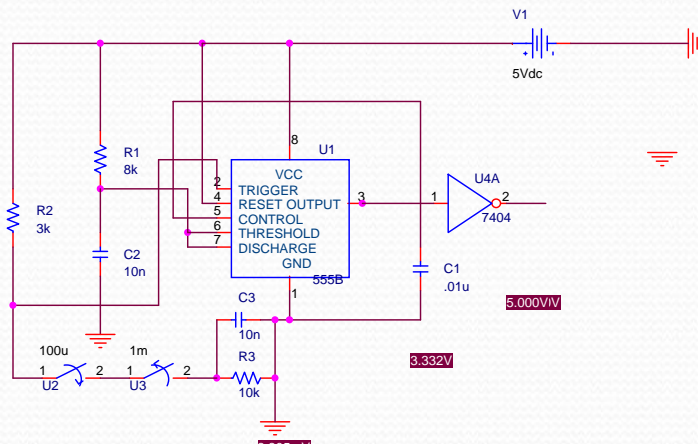 V1
5Vdc
8
U1
R1
8k
VCC
2
TRIGGER
4
RESET OUTPUT
3
5
CONTROL
6
THRESHOLD
7
DISCHARGE
GND
555B
1
U4A
1
2
7404
R2
3k
C2
10n
C1
.01u
C3
10n
5.000V/V
100u
1m
3.332V
1
2
1
2
U2
U3
R3
10k